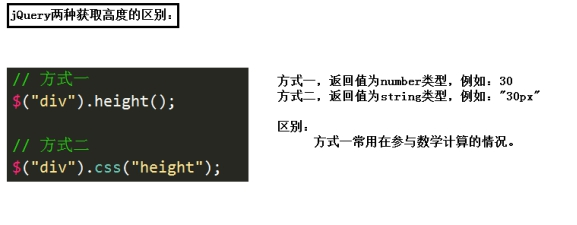 jQuery两种获取高度的区别：
// 方式一
$("div").height();
// 方式二
$("div").css("height");
方式一，返回值为number类型，例如：30
方式二，返回值为string类型，例如："30px"
区别：
方式一常用在参与数学计算的情况。